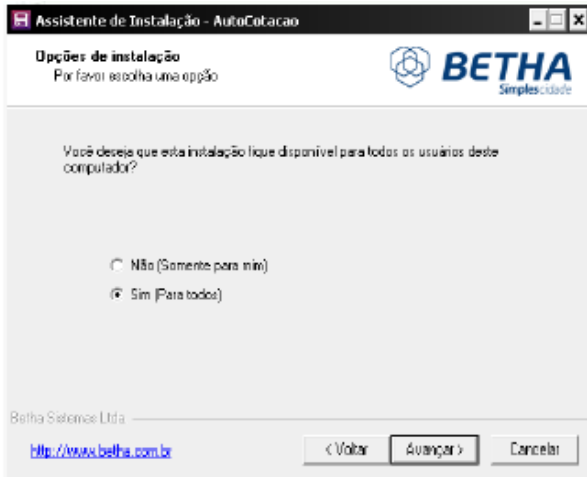 Assistente de Instalação - AutoCotacao
Opções de instalação
Por favor escolha uma opção
BETHA
Simplescidade
Você deseja que esta instalação fique disponível para todos os usuários deste
computador?
Não (Somente para mim)
Sim (Para todos)
Betha Sistemas Ltda
http://www.betha.com.br
< Voltar
Avançar >
Cancelar